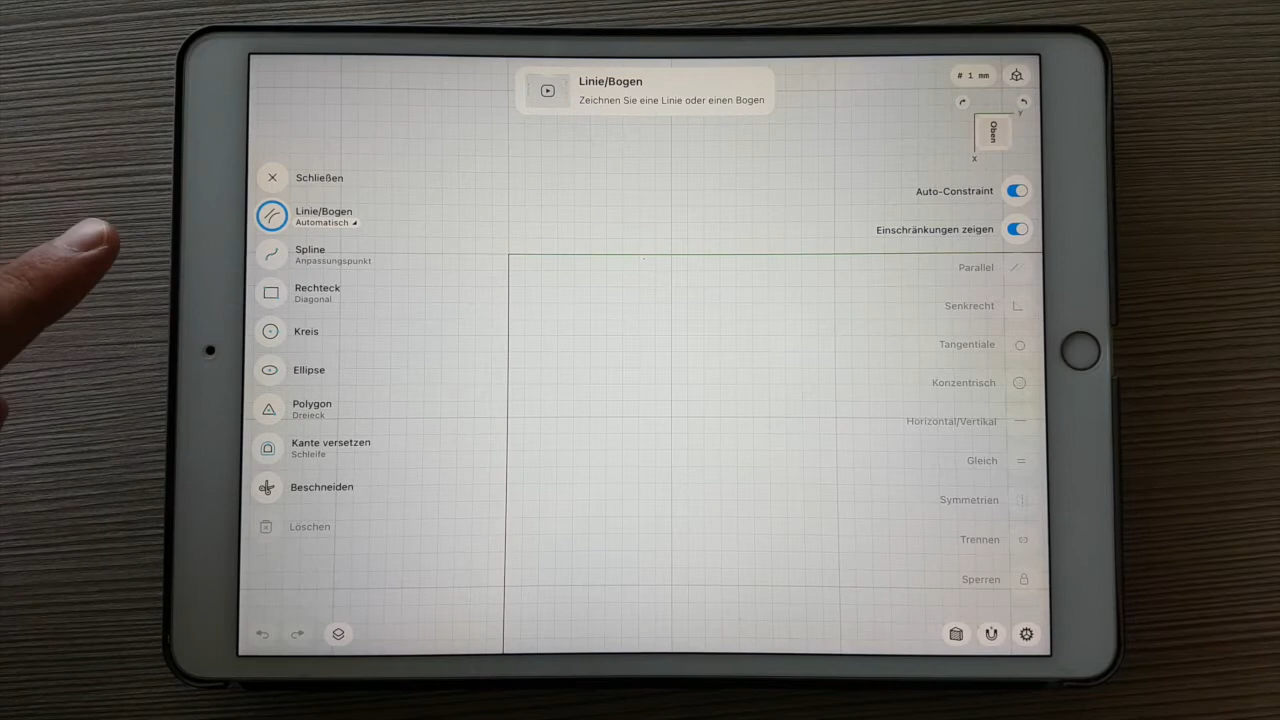 Linie/Bogen
Zeichnen Sie eine Linie oder einen Bogen
# 1 mm
Y
Oben
X
Schließen
Linie/Bogen
Automatisch
Spline
Anpassungspunkt
Rechteck
Diagonal
Kreis
Ellipse
Polygon
Dreieck
Kante versetzen
Schleife
Beschneiden
Löschen
Auto-Constraint
Einschränkungen zeigen
Parallel
Senkrecht
Tangentiale
Konzentrisch
Horizontal/Vertikal
Gleich
Symmetrien
Trennen
Sperren